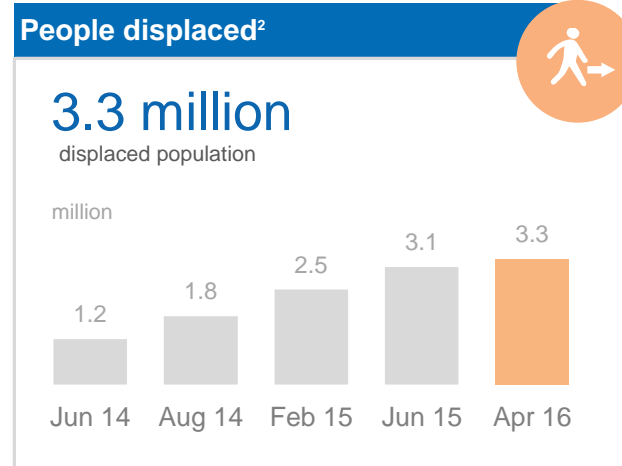 People displaced²
3.3 million
displaced population
million
1.2 1.8 2.5 3.1 3.3
Jun 14 Aug 14 Feb 15 Jun 15 Apr 16